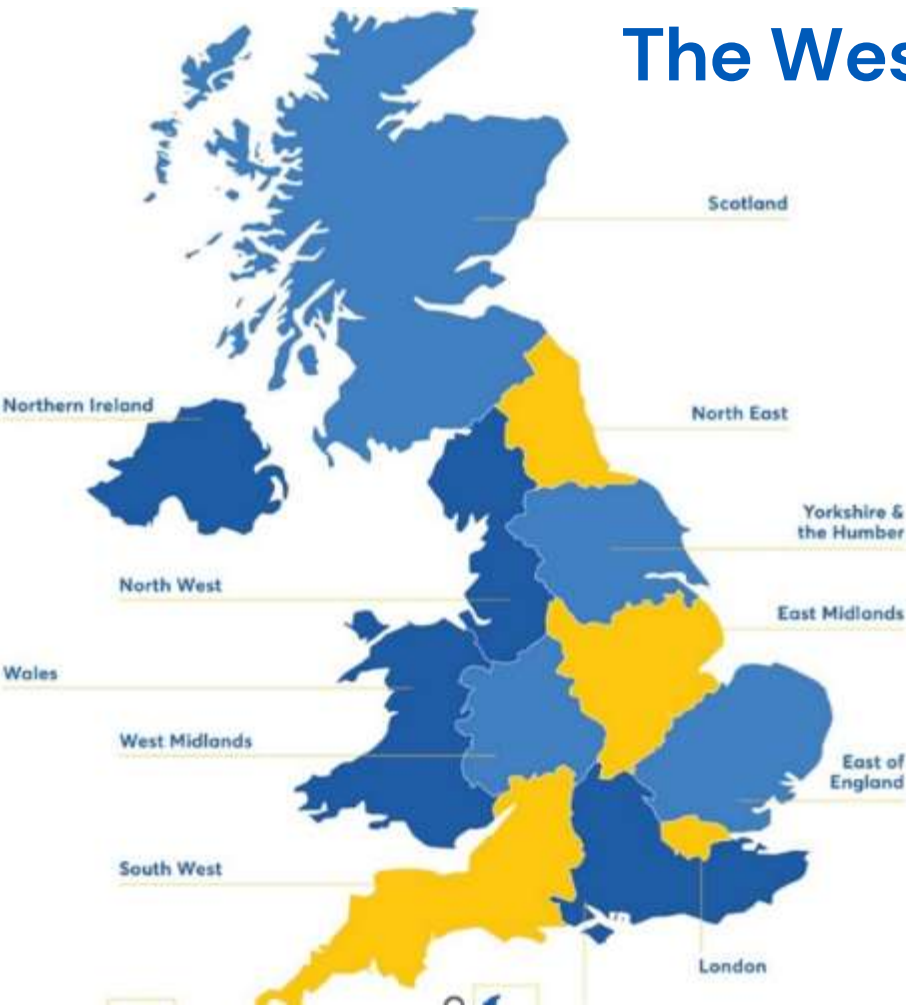 The Wes
Scotland
Northern Ireland
North East
Yorkshire &
the Humber
North West
East Midlands
Wales
West Midlands
East of
England
South West
London